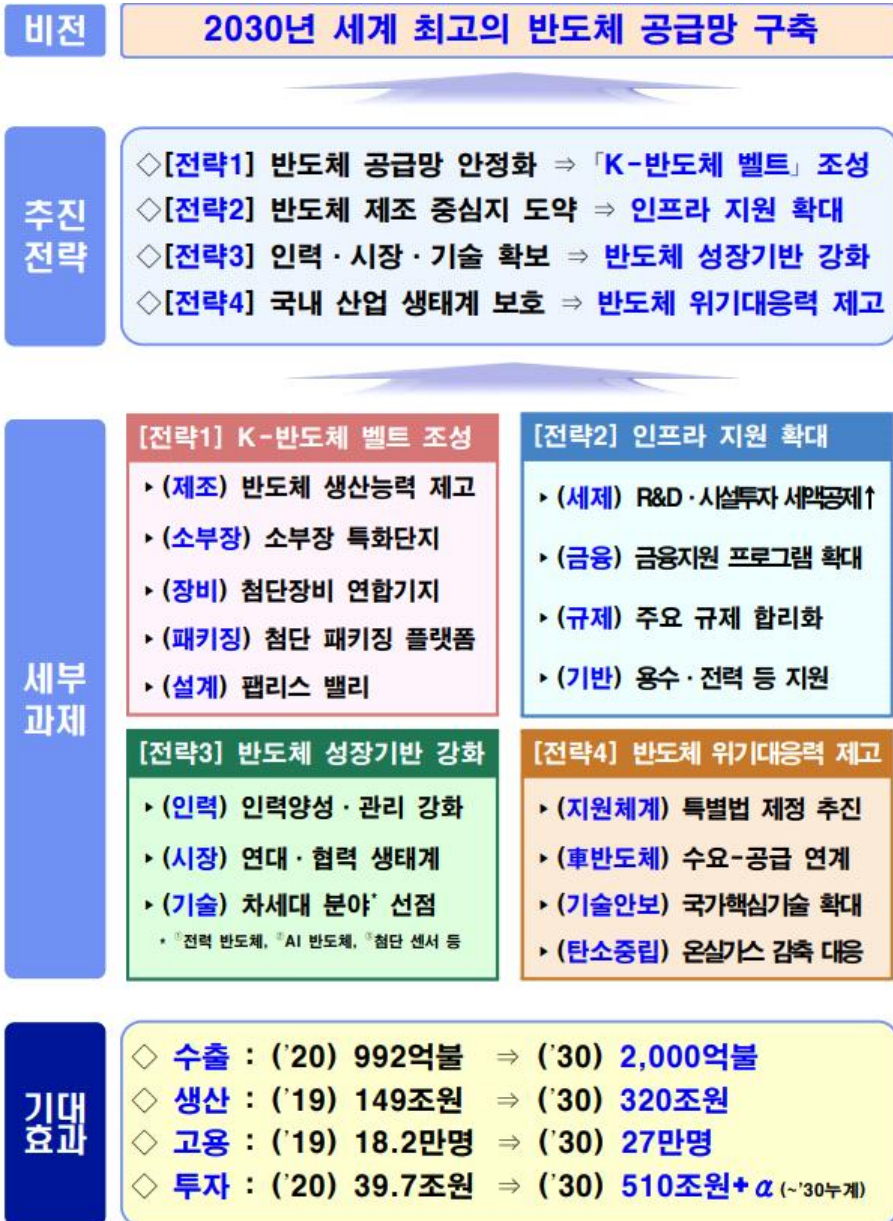 비전
2030년 세계 최고의 반도체 공급망 구축
추진
전략
◇[전략1] 반도체 공급망 안정화 ⇒ 「K-반도체 벨트」 조성
◇[전략2] 반도체 제조 중심지 도약 ⇒ 인프라 지원 확대
◇[전략3] 인력·시장·기술 확보 ⇒ 반도체 성장기반 강화
◇[전략4] 국내 산업 생태계 보호 ⇒ 반도체 위기대응력 제고
세부
과제
[전략1] K-반도체 벨트 조성
▸(제조) 반도체 생산능력 제고
▸(소부장) 소부장 특화단지
▸(장비) 첨단장비 연합기지
▸(패키징) 첨단 패키징 플랫폼
▸(설계) 팹리스 밸리
[전략2] 인프라 지원 확대
▸(세제) R&D·시설투자 세액공제↑
▸(금융) 금융지원 프로그램 확대
▸(규제) 주요 규제 합리화
▸(기반) 용수·전력 등 지원
[전략3] 반도체 성장기반 강화
▸(인력) 인력양성·관리 강화
▸(시장) 연대·협력 생태계
▸(기술) 차세대 분야* 선점
* ①전력 반도체, ②AI 반도체, ③첨단 센서 등
[전략4] 반도체 위기대응력 제고
▸(지원체계) 특별법 제정 추진
▸(車반도체) 수요-공급 연계
▸(기술안보) 국가핵심기술 확대
▸(탄소중립) 온실가스 감축 대응
기대
효과
◇ 수출 : ('20) 992억불 ⇒ ('30) 2,000억불
◇ 생산 : ('19) 149조원 ⇒ ('30) 320조원
◇ 고용 : ('19) 18.2만명 ⇒ ('30) 27만명
◇ 투자 : ('20) 39.7조원 ⇒ ('30) 510조원+α (~'30누계)